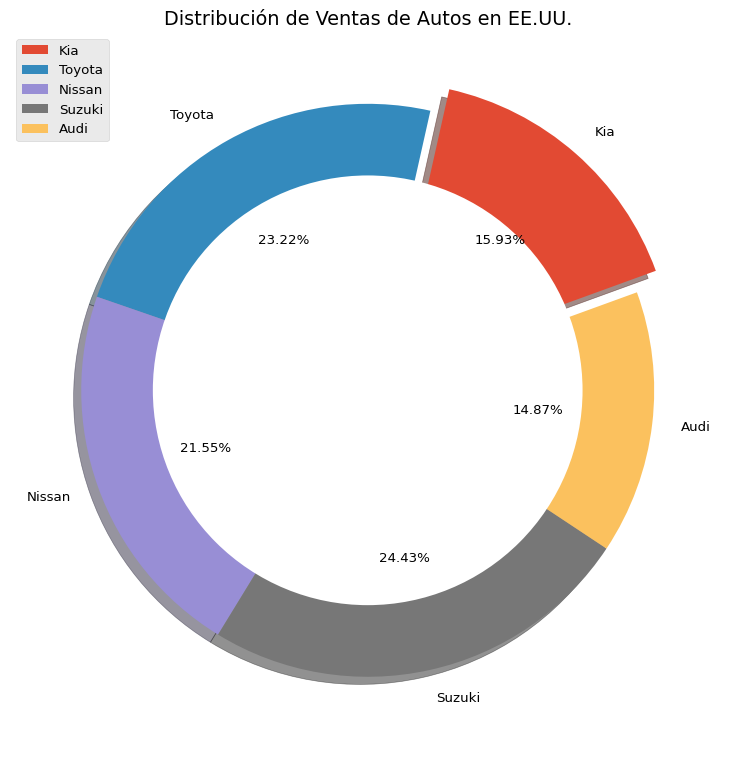 Distribución de Ventas de Autos en EE.UU.
Kia
Toyota
Nissan
Suzuki
Audi
Toyota
Kia
23.22%
15.93%
14.87%
Audi
21.55%
Nissan
24.43%
Suzuki